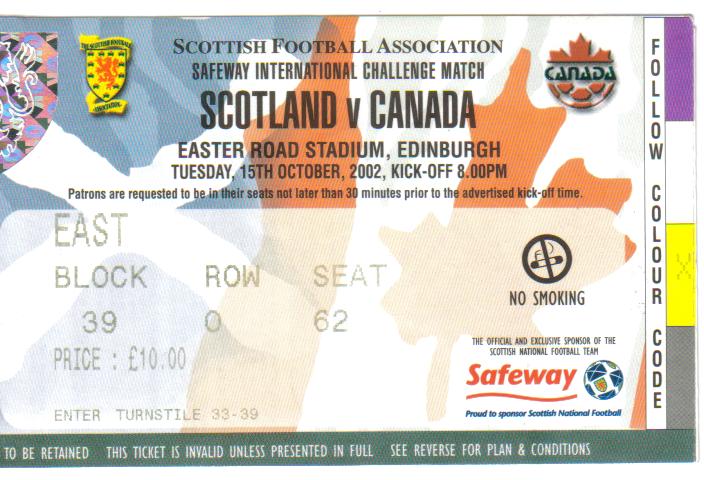 SCOTTISH FOOTBALL ASSOCIATION
SAFEWAY INTERNATIONAL CHALLENGE MATCH
SCOTLAND v CANADA
EASTER ROAD STADIUM, EDINBURGH
TUESDAY, 15TH OCTOBER, 2002, KICK-OFF 8.00PM
Patrons are requested to be in their seats not later than 30 minutes prior to the advertised kick-off time.
THE SCOTTISH FOOTBALL
ASSOCIATION
CANADA
EAST
BLOCK ROW SEAT
39 O 62
PRICE : £10.00
ENTER TURNSTILE 33-39
NO SMOKING
THE OFFICIAL AND EXCLUSIVE SPONSOR OF THE
SCOTTISH NATIONAL FOOTBALL TEAM
Safeway
Proud to sponsor Scottish National Football
FOLLOW COLOUR CODE
X
TO BE RETAINED THIS TICKET IS INVALID UNLESS PRESENTED IN FULL SEE REVERSE FOR PLAN & CONDITIONS